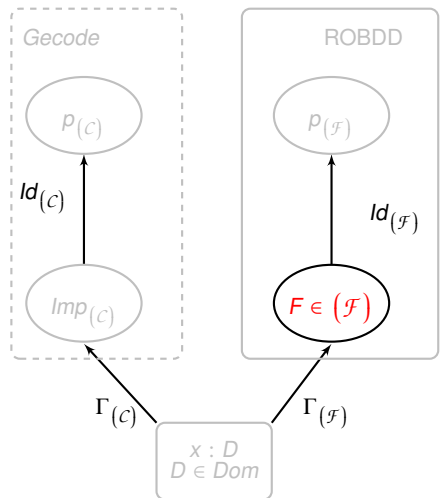 Gecode
ROBDD
p(𝒞)
p(ℱ)
Id(𝒞)
Id(ℱ)
Imp(𝒞)
F ∈ (ℱ)
Γ(𝒞)
Γ(ℱ)
x : D
D ∈ Dom